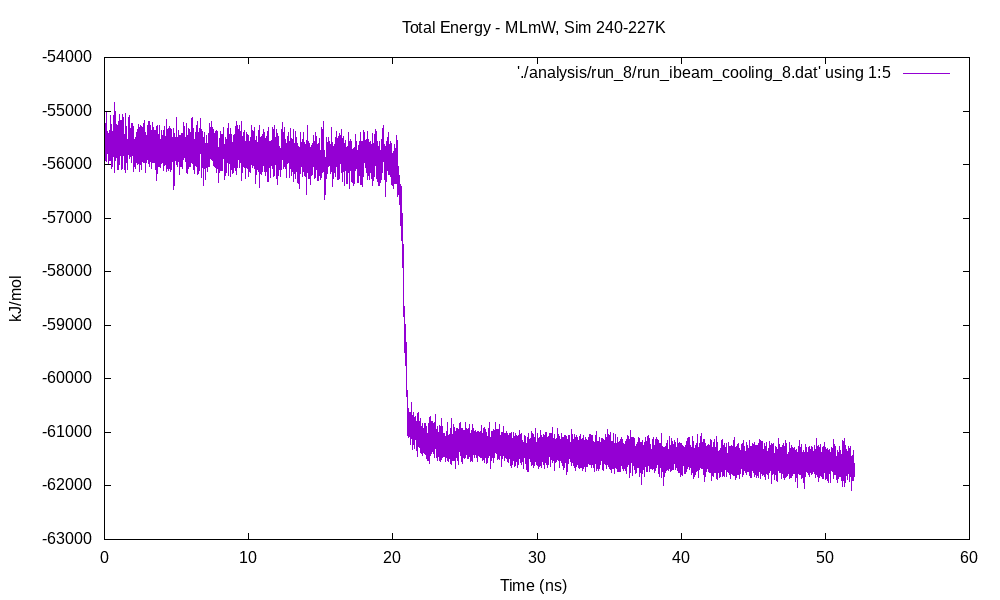 Total Energy - MLmW, Sim 240-227K
'./analysis/run_8/run_ibeam_cooling_8.dat' using 1:5
-54000
-55000
-56000
-57000
-58000
-59000
-60000
-61000
-62000
-63000
kJ/mol
0 10 20 30 40 50 60
Time (ns)